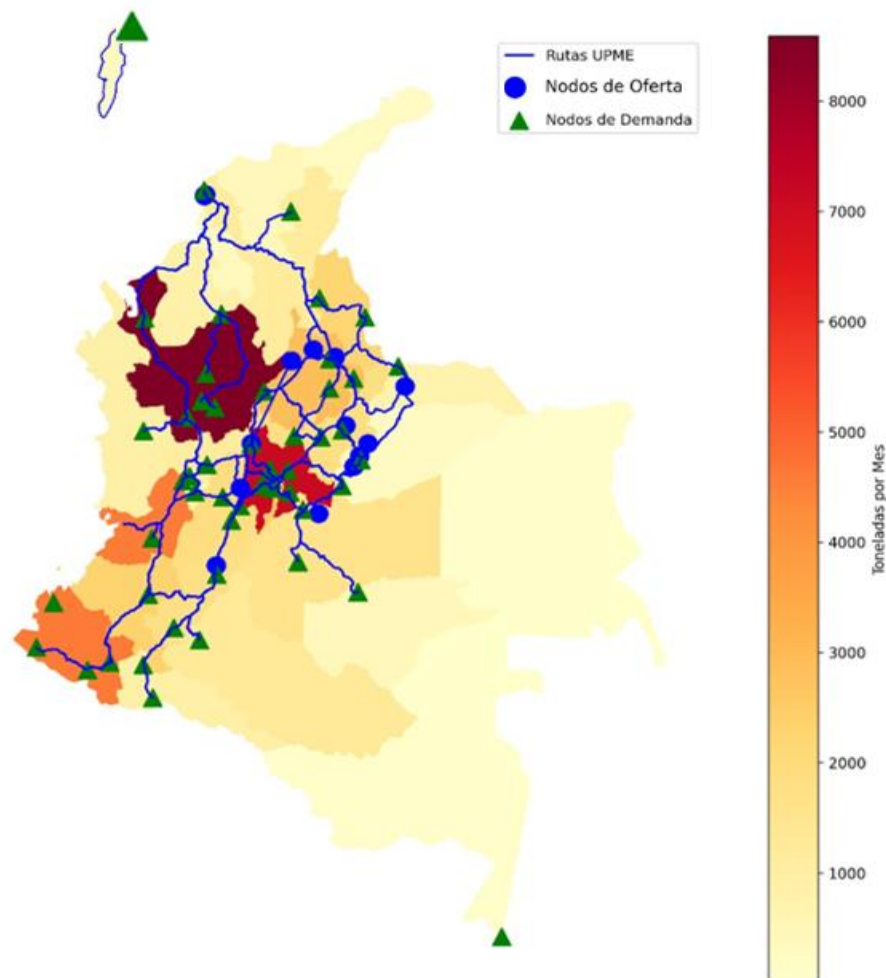 Rutas UPME
Nodos de Oferta
Nodos de Demanda
8000
7000
6000
5000
4000
3000
2000
1000
Toneladas por Mes